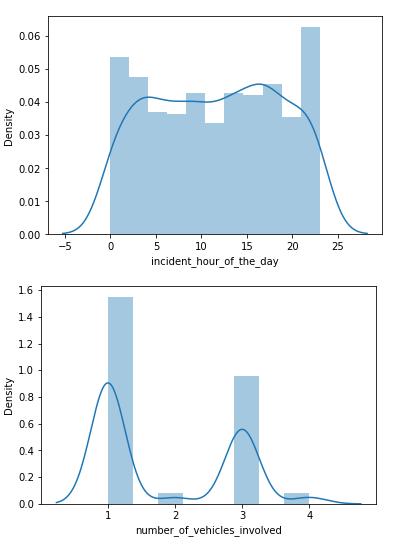 0.06
0.05
0.04
0.03
0.02
0.01
0.00
Density
−5 0 5 10 15 20 25
incident_hour_of_the_day
1.6
1.4
1.2
1.0
0.8
0.6
0.4
0.2
0.0
Density
1 2 3 4
number_of_vehicles_involved